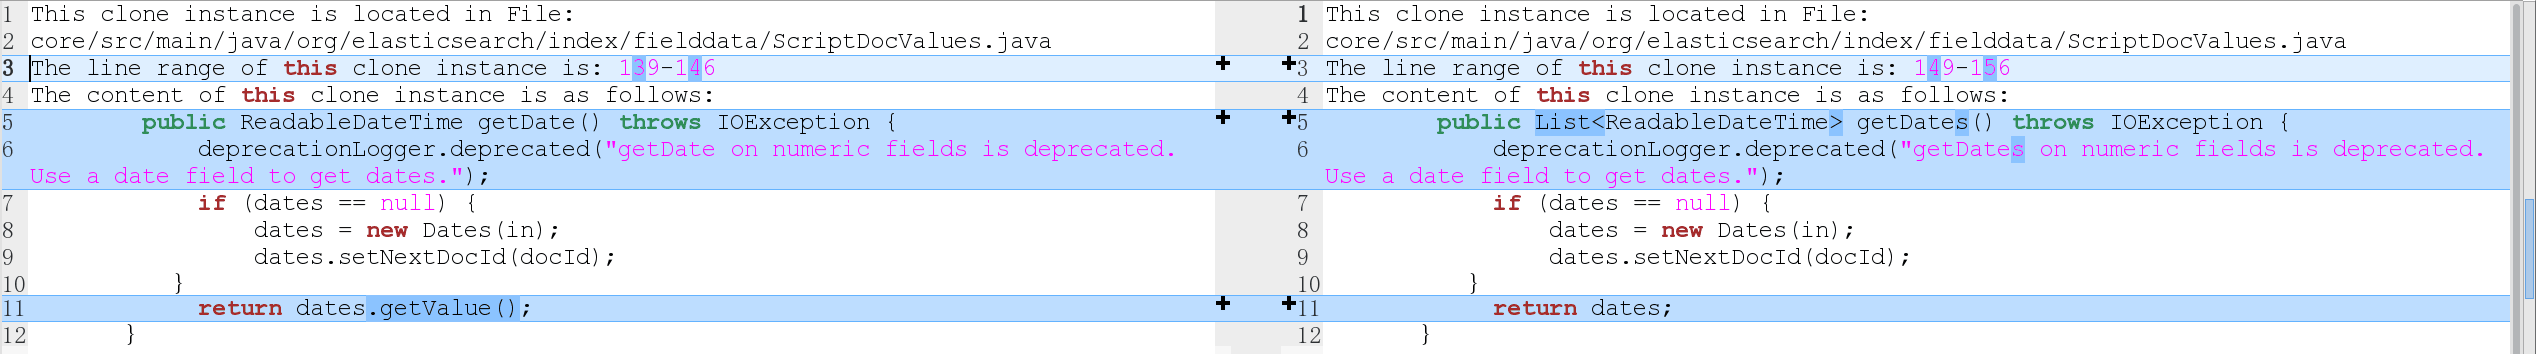 1 This clone instance is located in File:
2 core/src/main/java/org/elasticsearch/index/fielddata/ScriptDocValues.java
3 The line range of this clone instance is: 139-146
4 The content of this clone instance is as follows:
5         public ReadableDateTime getDate() throws IOException {
6             deprecationLogger.deprecated("getDate on numeric fields is deprecated.
Use a date field to get dates.");
7             if (dates == null) {
8                 dates = new Dates(in);
9                 dates.setNextDocId(docId);
10            }
11            return dates.getValue();
12        }
1 This clone instance is located in File:
2 core/src/main/java/org/elasticsearch/index/fielddata/ScriptDocValues.java
3 The line range of this clone instance is: 149-156
4 The content of this clone instance is as follows:
5         public List<ReadableDateTime> getDates() throws IOException {
6             deprecationLogger.deprecated("getDates on numeric fields is deprecated.
Use a date field to get dates.");
7             if (dates == null) {
8                 dates = new Dates(in);
9                 dates.setNextDocId(docId);
10            }
11            return dates;
12        }